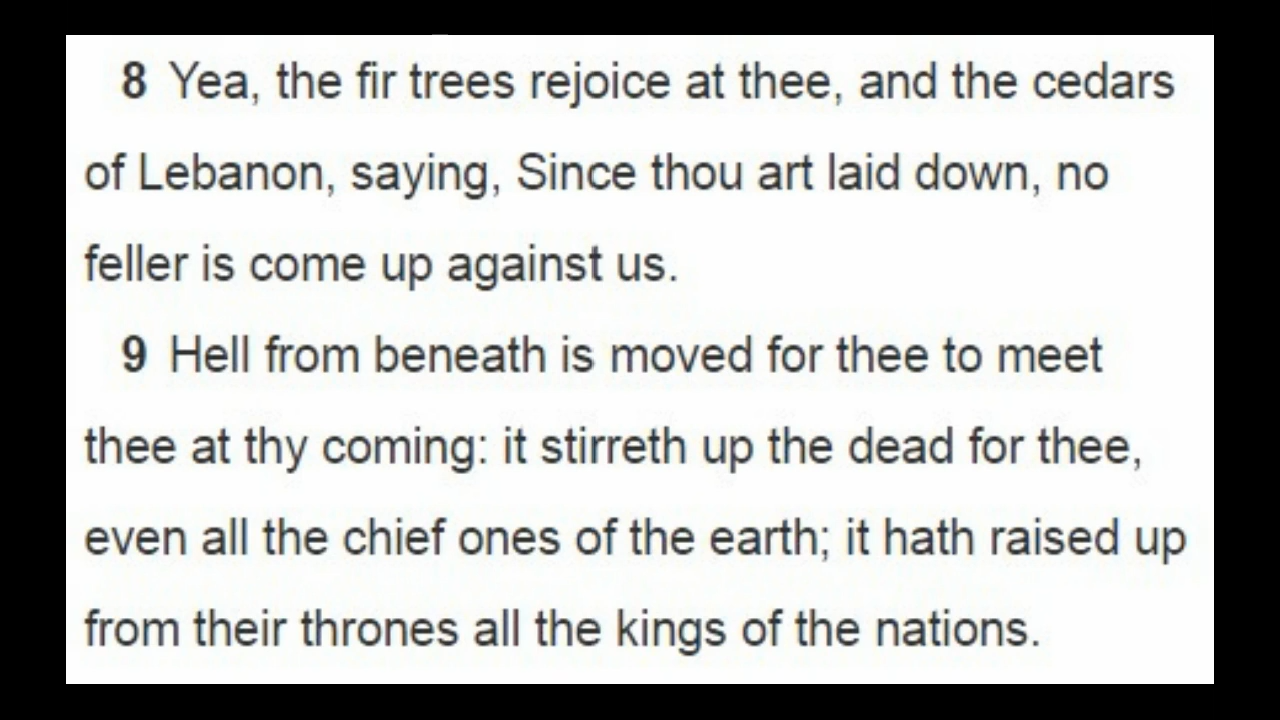 8 Yea, the fir trees rejoice at thee, and the cedars
of Lebanon, saying, Since thou art laid down, no
feller is come up against us.
9 Hell from beneath is moved for thee to meet
thee at thy coming: it stirreth up the dead for thee,
even all the chief ones of the earth; it hath raised up
from their thrones all the kings of the nations.